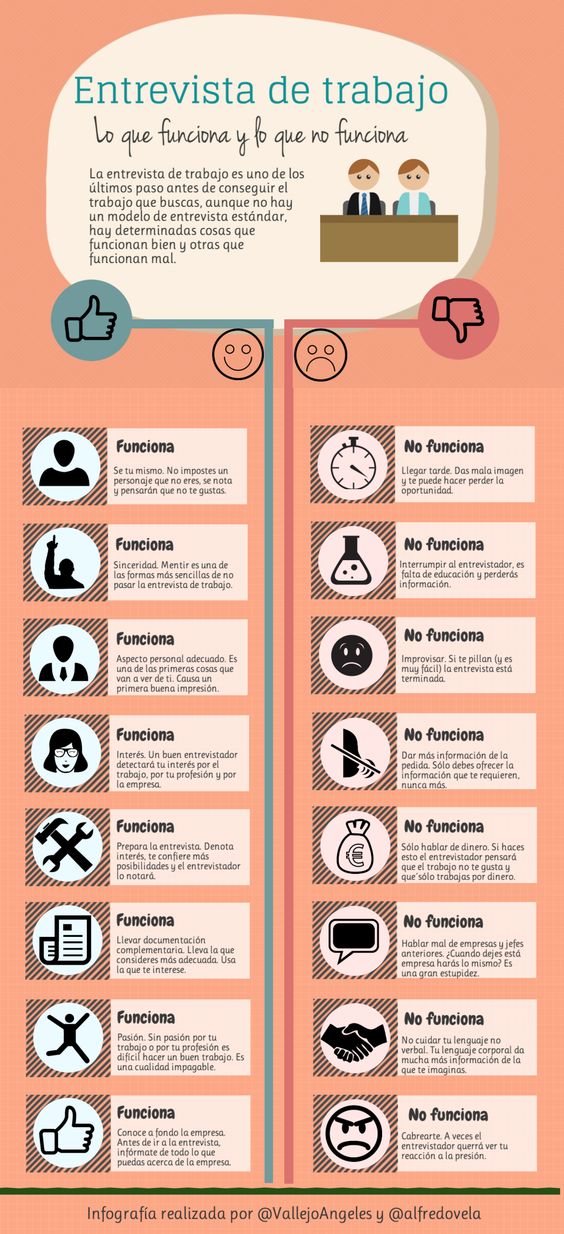 Entrevista de trabajo
Lo que funciona y lo que no funciona
La entrevista de trabajo es uno de los
últimos paso antes de conseguir el
trabajo que buscas, aunque no hay
un modelo de entrevista estándar,
hay determinadas cosas que
funcionan bien y otras que
funcionan mal.
Funciona
Se tu mismo. No impostes un
personaje que no eres, se nota
y pensarán que no te gustas.
Funciona
Sinceridad. Mentir es una de
las formas más sencillas de no
pasar la entrevista de trabajo.
Funciona
Aspecto personal adecuado. Es
una de las primeras cosas que
van a ver de ti. Causa un
primera buena impresión.
Funciona
Interés. Un buen entrevistador
detectará tu interés por el
trabajo, por tu profesión y por
la empresa.
Funciona
Prepara la entrevista. Denota
interés, te confiere más
posibilidades y el entrevistador
lo notará.
Funciona
Llevar documentación
complementaria. Lleva la que
consideres más adecuada. Usa
la que te interese.
Funciona
Pasión. Sin pasión por tu
trabajo o por tu profesión es
difícil hacer un buen trabajo. Es
una cualidad impagable.
Funciona
Conoce a fondo la empresa.
Antes de ir a la entrevista,
infórmate de todo lo que
puedas acerca de la empresa.
No funciona
Llegar tarde. Das mala imagen
y te puede hacer perder la
oportunidad.
No funciona
Interrumpir al entrevistador, es
falta de educación y perderás
información.
No funciona
Improvisar. Si te pillan (y es
muy fácil) la entrevista está
terminada.
No funciona
Dar más información de la
pedida. Sólo debes ofrecer la
información que te requieren,
nunca más.
No funciona
Sólo hablar de dinero. Si haces
esto el entrevistador pensará
que el trabajo no te gusta y
que sólo trabajas por dinero.
No funciona
Hablar mal de empresas y jefes
anteriores. ¿Cuando dejes está
empresa harás lo mismo? Es
una gran estupidez.
No funciona
No cuidar tu lenguaje no
verbal. Tu lenguaje corporal da
mucha más información de la
que te imaginas.
No funciona
Cabrearte. A veces el
entrevistador querrá ver tu
reacción a la presión.
Infografía realizada por @VallejoAngeles y @alfredovela